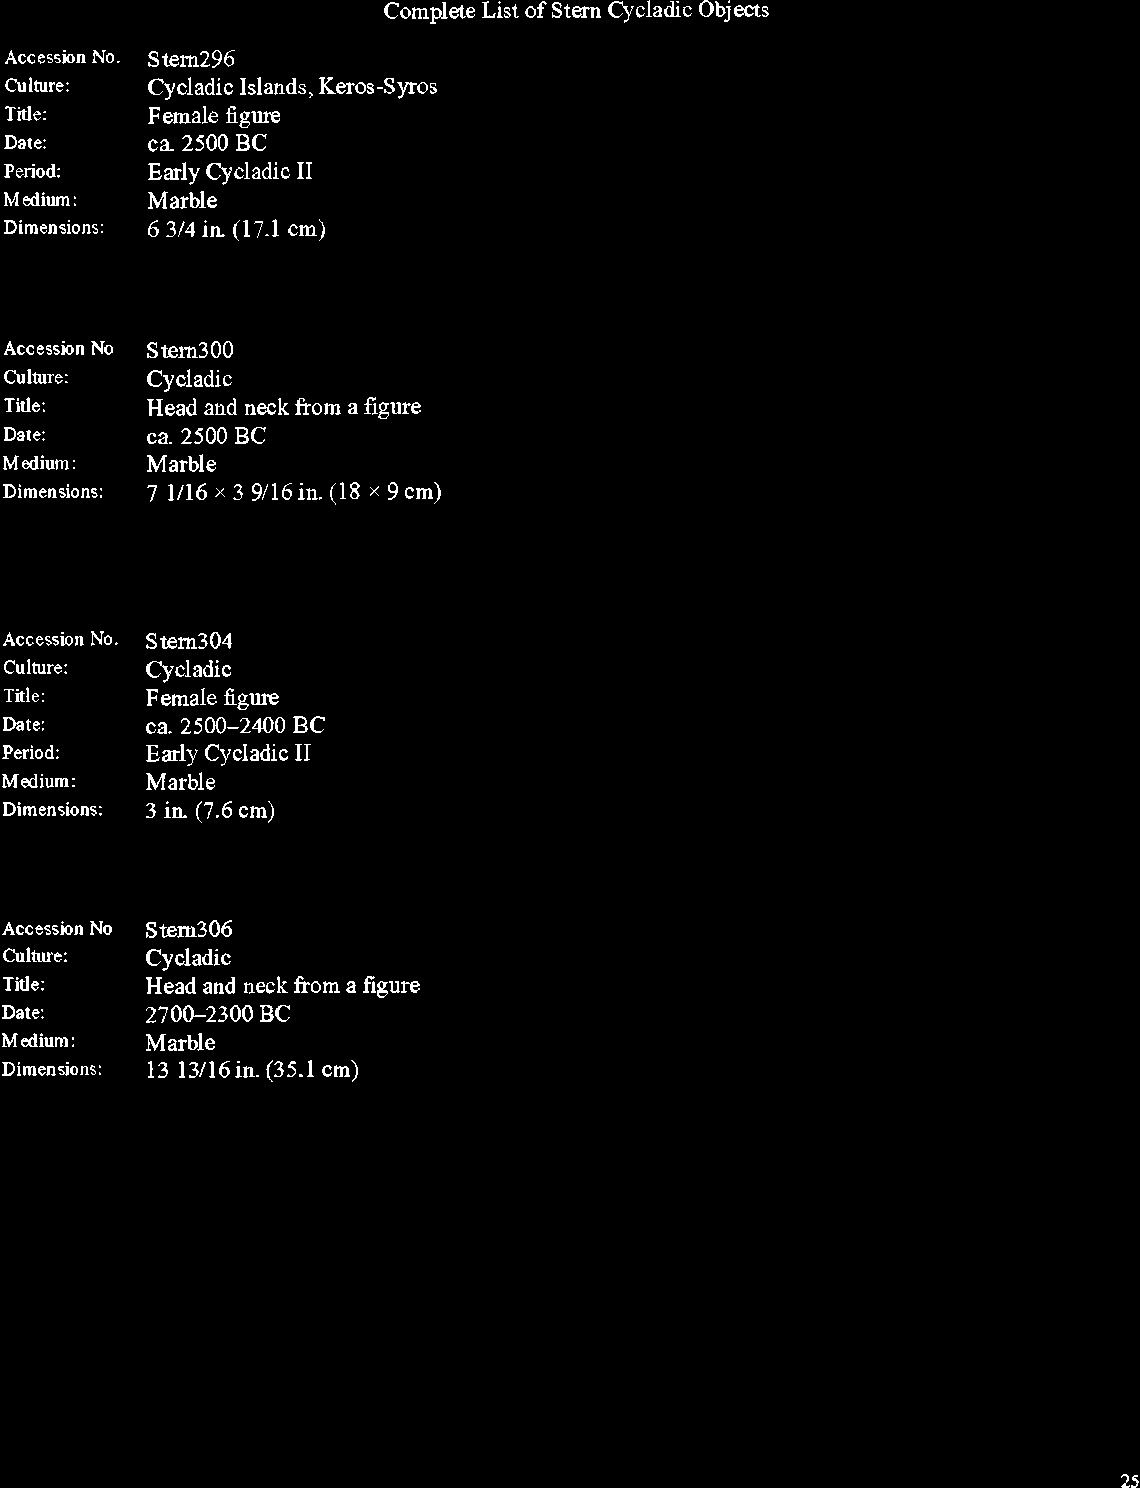 Complete List of Stern Cycladic Objects
Accession No. Stern296
Culture: Cycladic Islands, Keros-Syros
Title: Female figure
Date: ca. 2500 BC
Period: Early Cycladic II
Medium: Marble
Dimensions: 6 3/4 in. (17.1 cm)
Accession No Stern300
Culture: Cycladic
Title: Head and neck from a figure
Date: ca. 2500 BC
Medium: Marble
Dimensions: 7 1/16 × 3 9/16 in. (18 × 9 cm)
Accession No. Stern304
Culture: Cycladic
Title: Female figure
Date: ca. 2500–2400 BC
Period: Early Cycladic II
Medium: Marble
Dimensions: 3 in. (7.6 cm)
Accession No Stern306
Culture: Cycladic
Title: Head and neck from a figure
Date: 2700–2300 BC
Medium: Marble
Dimensions: 13 13/16 in. (35.1 cm)
25